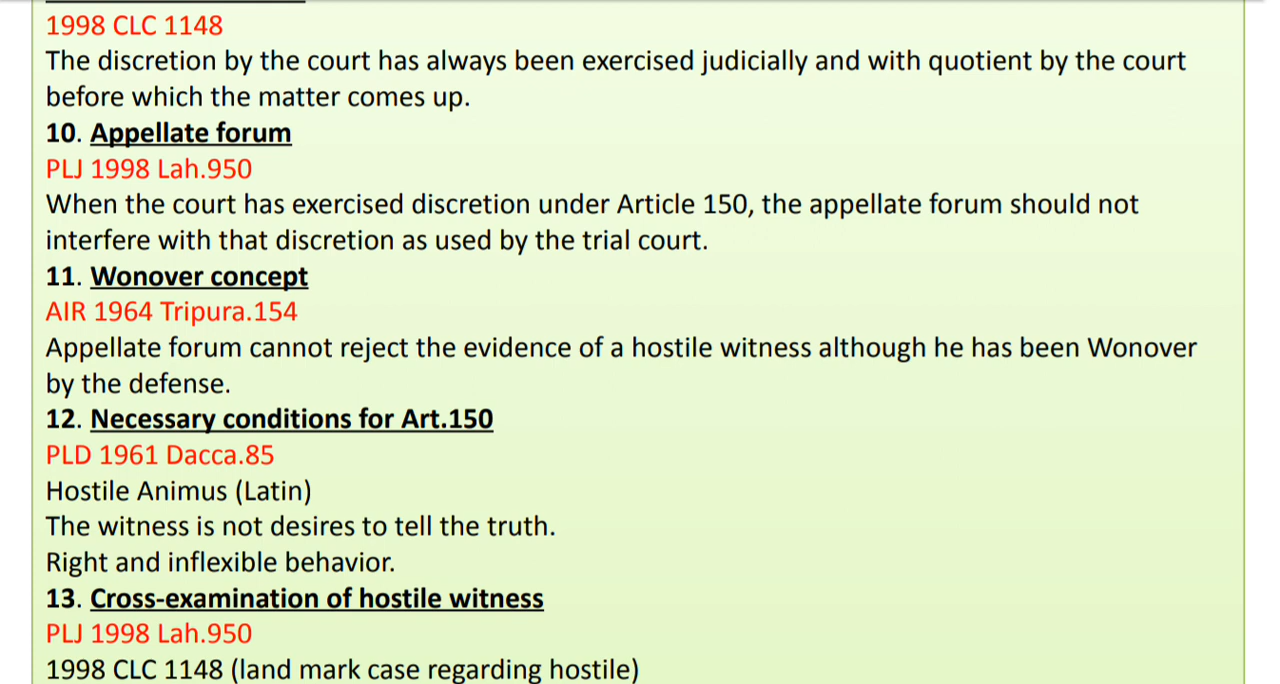 1998 CLC 1148
The discretion by the court has always been exercised judicially and with quotient by the court
before which the matter comes up.
10. Appellate forum
PLJ 1998 Lah.950
When the court has exercised discretion under Article 150, the appellate forum should not
interfere with that discretion as used by the trial court.
11. Wonover concept
AIR 1964 Tripura.154
Appellate forum cannot reject the evidence of a hostile witness although he has been Wonover
by the defense.
12. Necessary conditions for Art.150
PLD 1961 Dacca.85
Hostile Animus (Latin)
The witness is not desires to tell the truth.
Right and inflexible behavior.
13. Cross-examination of hostile witness
PLJ 1998 Lah.950
1998 CLC 1148 (land mark case regarding hostile)